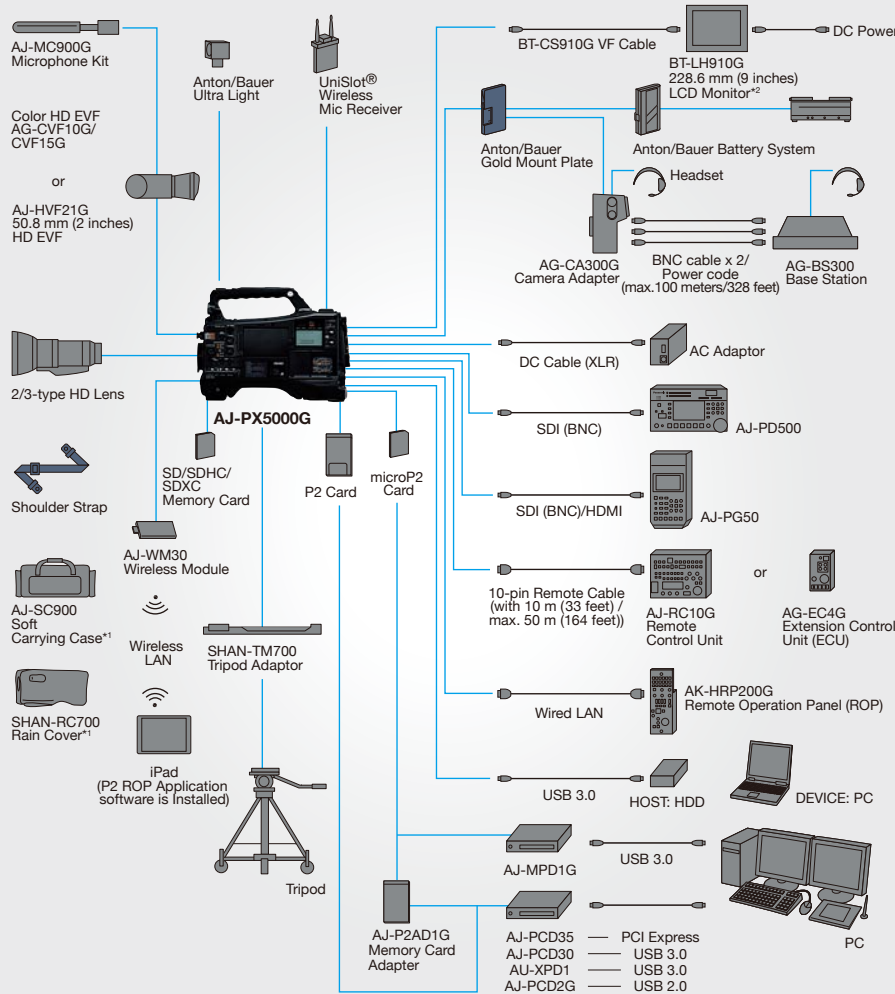 AJ-MC900G
Microphone Kit
Anton/Bauer
Ultra Light
UniSlot®
Wireless
Mic Receiver
BT-CS910G VF Cable
DC Power
BT-LH910G
228.6 mm (9 inches)
LCD Monitor*2
Color HD EVF
AG-CVF10G/
CVF15G
or
AJ-HVF21G
50.8 mm (2 inches)
HD EVF
Anton/Bauer
Gold Mount Plate
Anton/Bauer Battery System
Headset
AG-CA300G
Camera Adapter
BNC cable x 2/
Power code
(max.100 meters/328 feet)
AG-BS300
Base Station
2/3-type HD Lens
AJ-PX5000G
DC Cable (XLR)
AC Adaptor
SDI (BNC)
AJ-PD500
Shoulder Strap
SD/SDHC/
SDXC
Memory Card
P2 Card
microP2
Card
SDI (BNC)/HDMI
AJ-PG50
AJ-WM30
Wireless Module
AJ-SC900
Soft
Carrying Case*1
Wireless
LAN
SHAN-TM700
Tripod Adaptor
10-pin Remote Cable
(with 10 m (33 feet) /
max. 50 m (164 feet))
AJ-RC10G
Remote
Control Unit
or
AG-EC4G
Extension Control
Unit (ECU)
SHAN-RC700
Rain Cover*1
iPad
(P2 ROP Application
software is Installed)
Wired LAN
AK-HRP200G
Remote Operation Panel (ROP)
USB 3.0
HOST: HDD
DEVICE: PC
Tripod
AJ-MPD1G
USB 3.0
AJ-P2AD1G
Memory Card
Adapter
AJ-PCD35 — PCI Express
AJ-PCD30 — USB 3.0
AU-XPD1 — USB 3.0
AJ-PCD2G — USB 2.0
PC